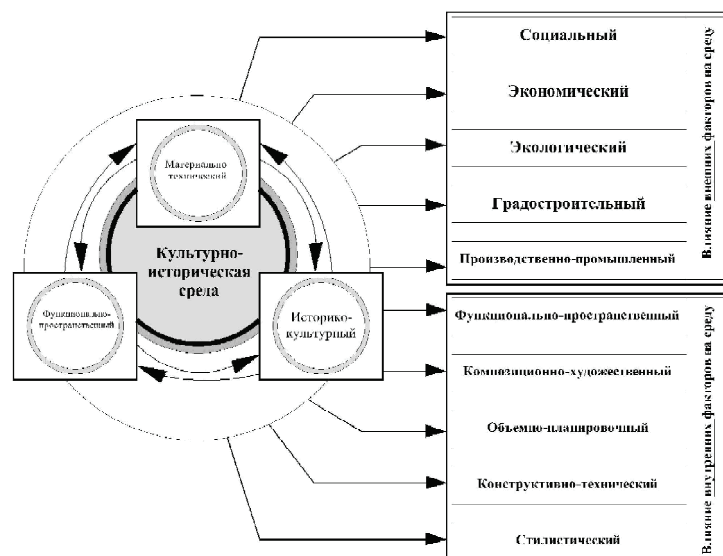 Материально-
технический
Культурно-
историческая
среда
Функционально-
пространственный
Историко-
культурный
Социальный
Экономический
Экологический
Градостроительный
Производственно-промышленный
Влияние внешних факторов на среду
Функционально-пространственный
Композиционно-художественный
Объемно-планировочный
Конструктивно-технический
Стилистический
Влияние внутренних факторов на среду